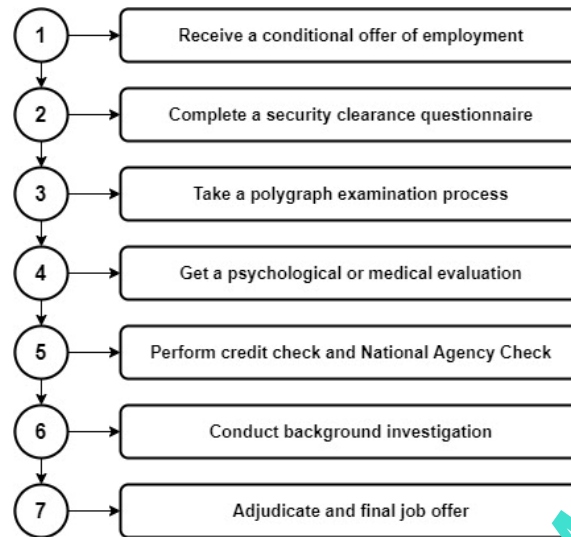 1
Receive a conditional offer of employment
2
Complete a security clearance questionnaire
3
Take a polygraph examination process
4
Get a psychological or medical evaluation
5
Perform credit check and National Agency Check
6
Conduct background investigation
7
Adjudicate and final job offer